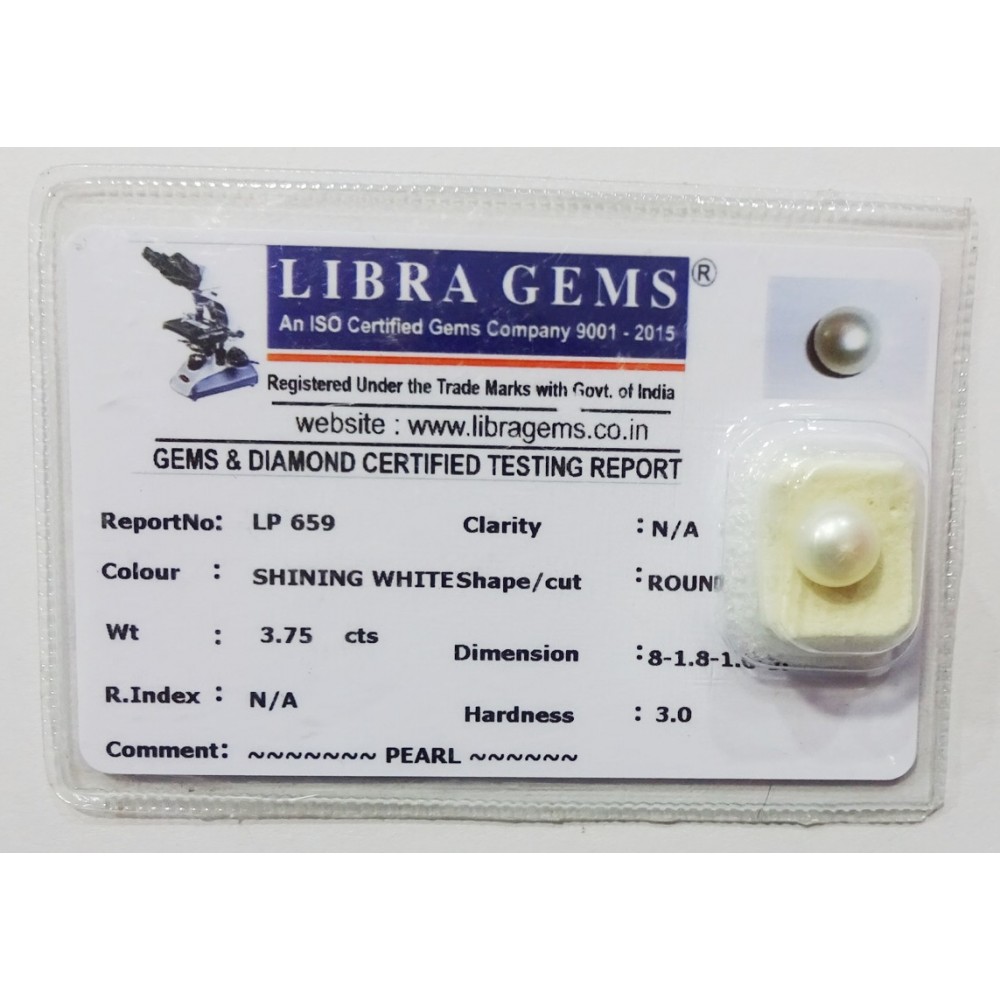 LIBRA GEMS ®
An ISO Certified Gems Company 9001 - 2015
Registered Under the Trade Marks with Govt. of India
website : www.libragems.co.in
GEMS & DIAMOND CERTIFIED TESTING REPORT
ReportNo: LP 659 Clarity : N/A
Colour : SHINING WHITE Shape/cut : ROUND
Wt : 3.75 cts
Dimension :
R.Index : N/A Hardness : 3.0
Comment: ~~~~~~~ PEARL ~~~~~~